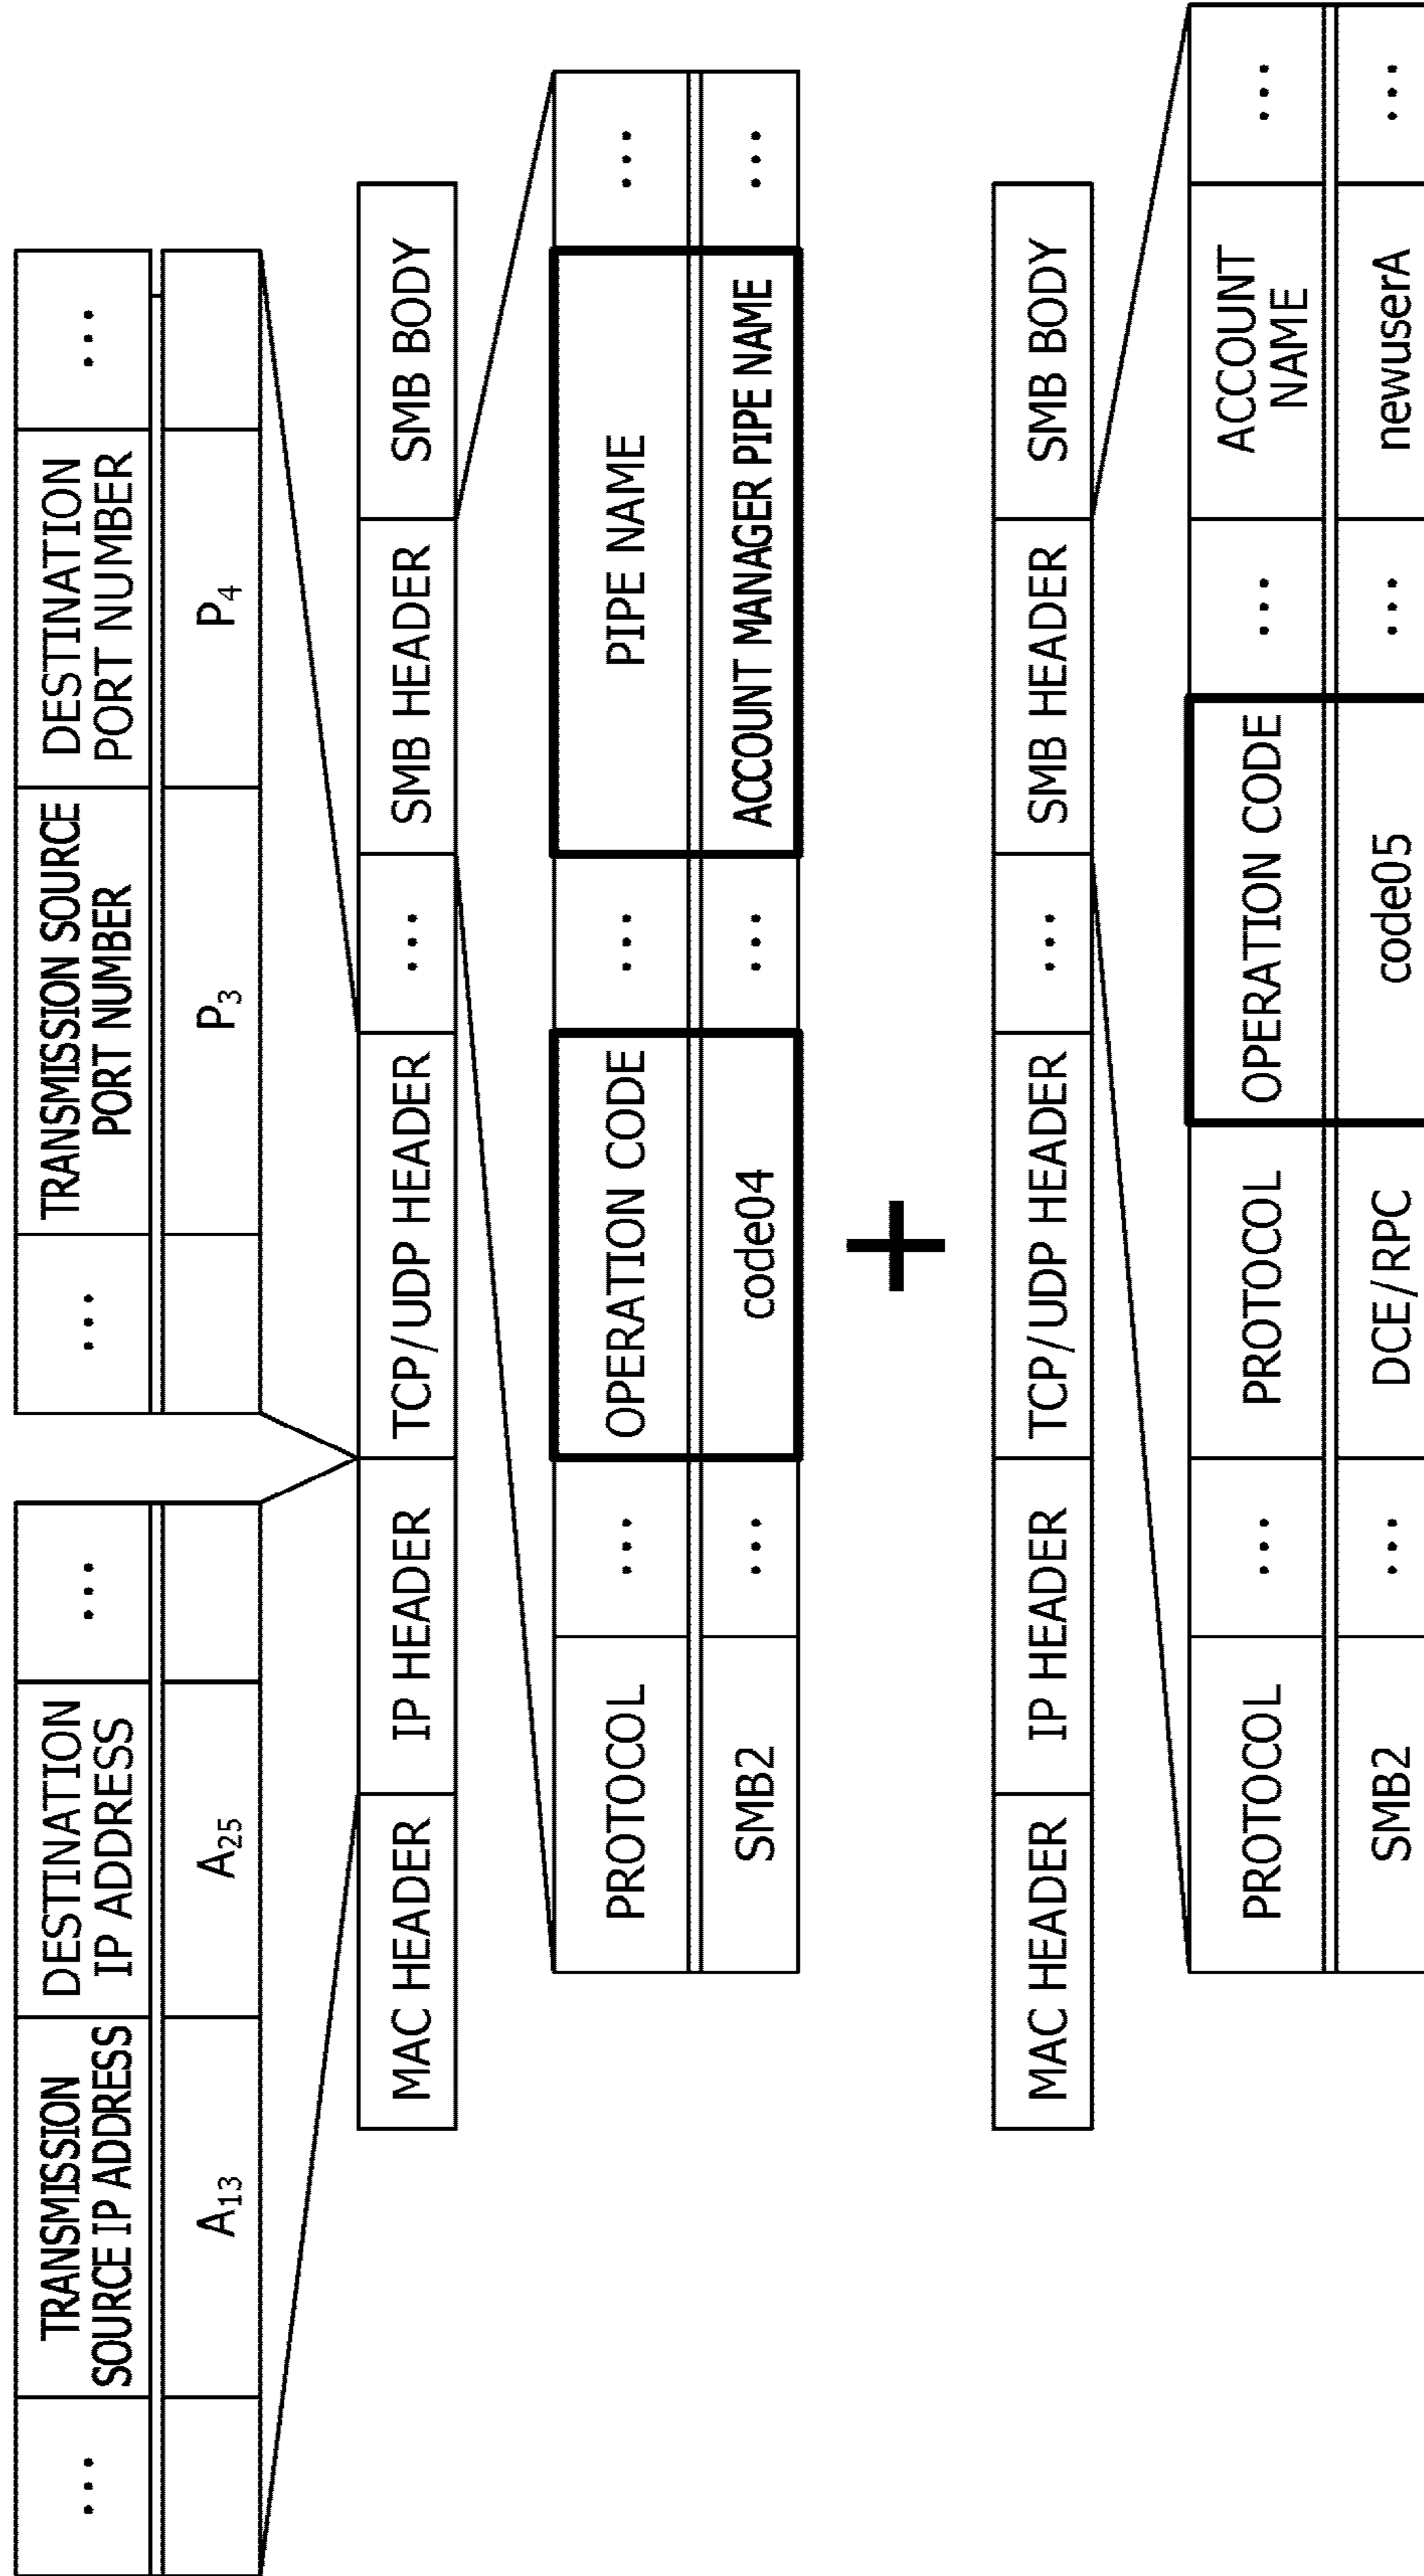 ... TRANSMISSION DESTINATION ...
SOURCE IP ADDRESS IP ADDRESS
A13 A25
... TRANSMISSION SOURCE DESTINATION ...
PORT NUMBER PORT NUMBER
P3 P4
MAC HEADER IP HEADER TCP/UDP HEADER ... SMB HEADER SMB BODY
PROTOCOL ... OPERATION CODE ... PIPE NAME ...
SMB2 ... code04 ... ACCOUNT MANAGER PIPE NAME ...
+
MAC HEADER IP HEADER TCP/UDP HEADER ... SMB HEADER SMB BODY
PROTOCOL ... PROTOCOL OPERATION CODE ... ACCOUNT ...
NAME
SMB2 ... DCE/RPC code05 ... newuserA ...